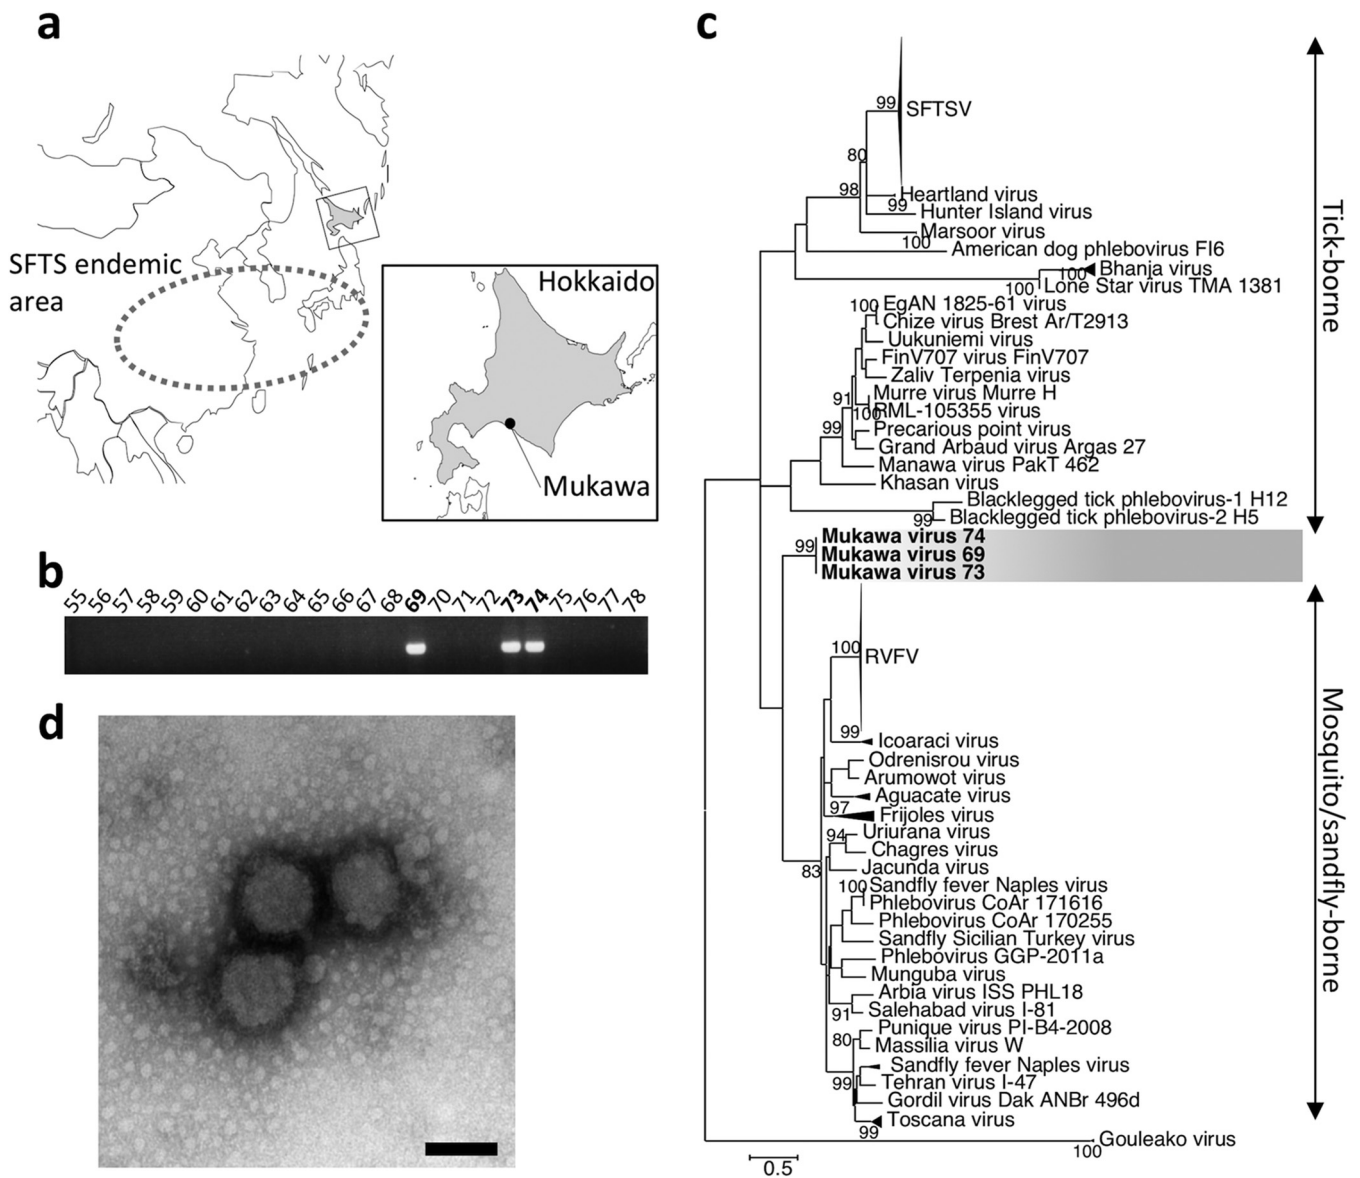 a
SFTS endemic
area
Hokkaido
Mukawa
b
55 56 57 58 59 60 61 62 63 64 65 66 67 68 69 70 71 72 73 74 75 76 77 78
d
c
99
SFTSV
80
98
Heartland virus
99
Hunter Island virus
Marsoor virus
100
American dog phlebovirus FI6
Bhanja virus
100
Lone Star virus TMA 1381
100
EgAN 1825-61 virus
100
Chize virus Brest Ar/T2913
Uukuniemi virus
FinV707 virus FinV707
Zaliv Terpenia virus
Murre virus Murre H
91
RML-105355 virus
100
Precarious point virus
99
Grand Arbaud virus Argas 27
Manawa virus PakT 462
Khasan virus
Blacklegged tick phlebovirus-1 H12
Blacklegged tick phlebovirus-2 H5
99
Mukawa virus 74
99
Mukawa virus 69
Mukawa virus 73
100
RVFV
99
Icoaraci virus
Odrenisrou virus
Arumowot virus
Aguacate virus
97
Frijoles virus
Uriurana virus
94
Chagres virus
Jacunda virus
83
Sandfly fever Naples virus
100
Phlebovirus CoAr 171616
Phlebovirus CoAr 170255
Sandfly Sicilian Turkey virus
Phlebovirus GGP-2011a
Munguba virus
Arbia virus ISS PHL18
Salehabad virus I-81
91
Punique virus PI-B4-2008
80
Massilia virus W
Sandfly fever Naples virus
99
Tehran virus I-47
Gordil virus Dak ANBr 496d
Toscana virus
99
Gouleako virus
100
0.5
Tick-borne
Mosquito/sandfly-borne